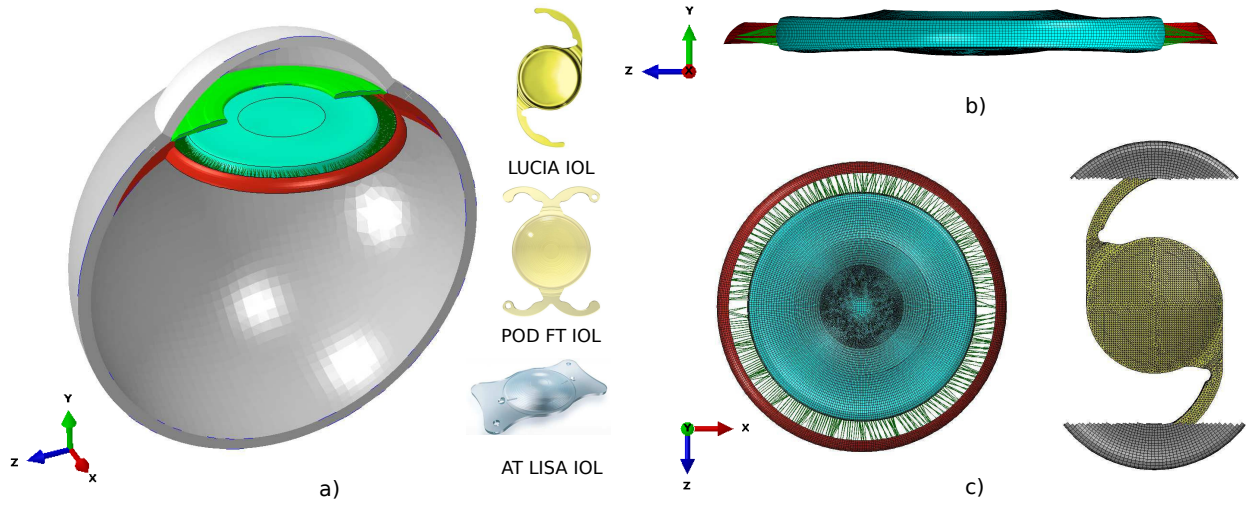 Y
Z
X
a)
LUCIA IOL
POD FT IOL
AT LISA IOL
Y
Z
X
b)
Y
X
Z
c)